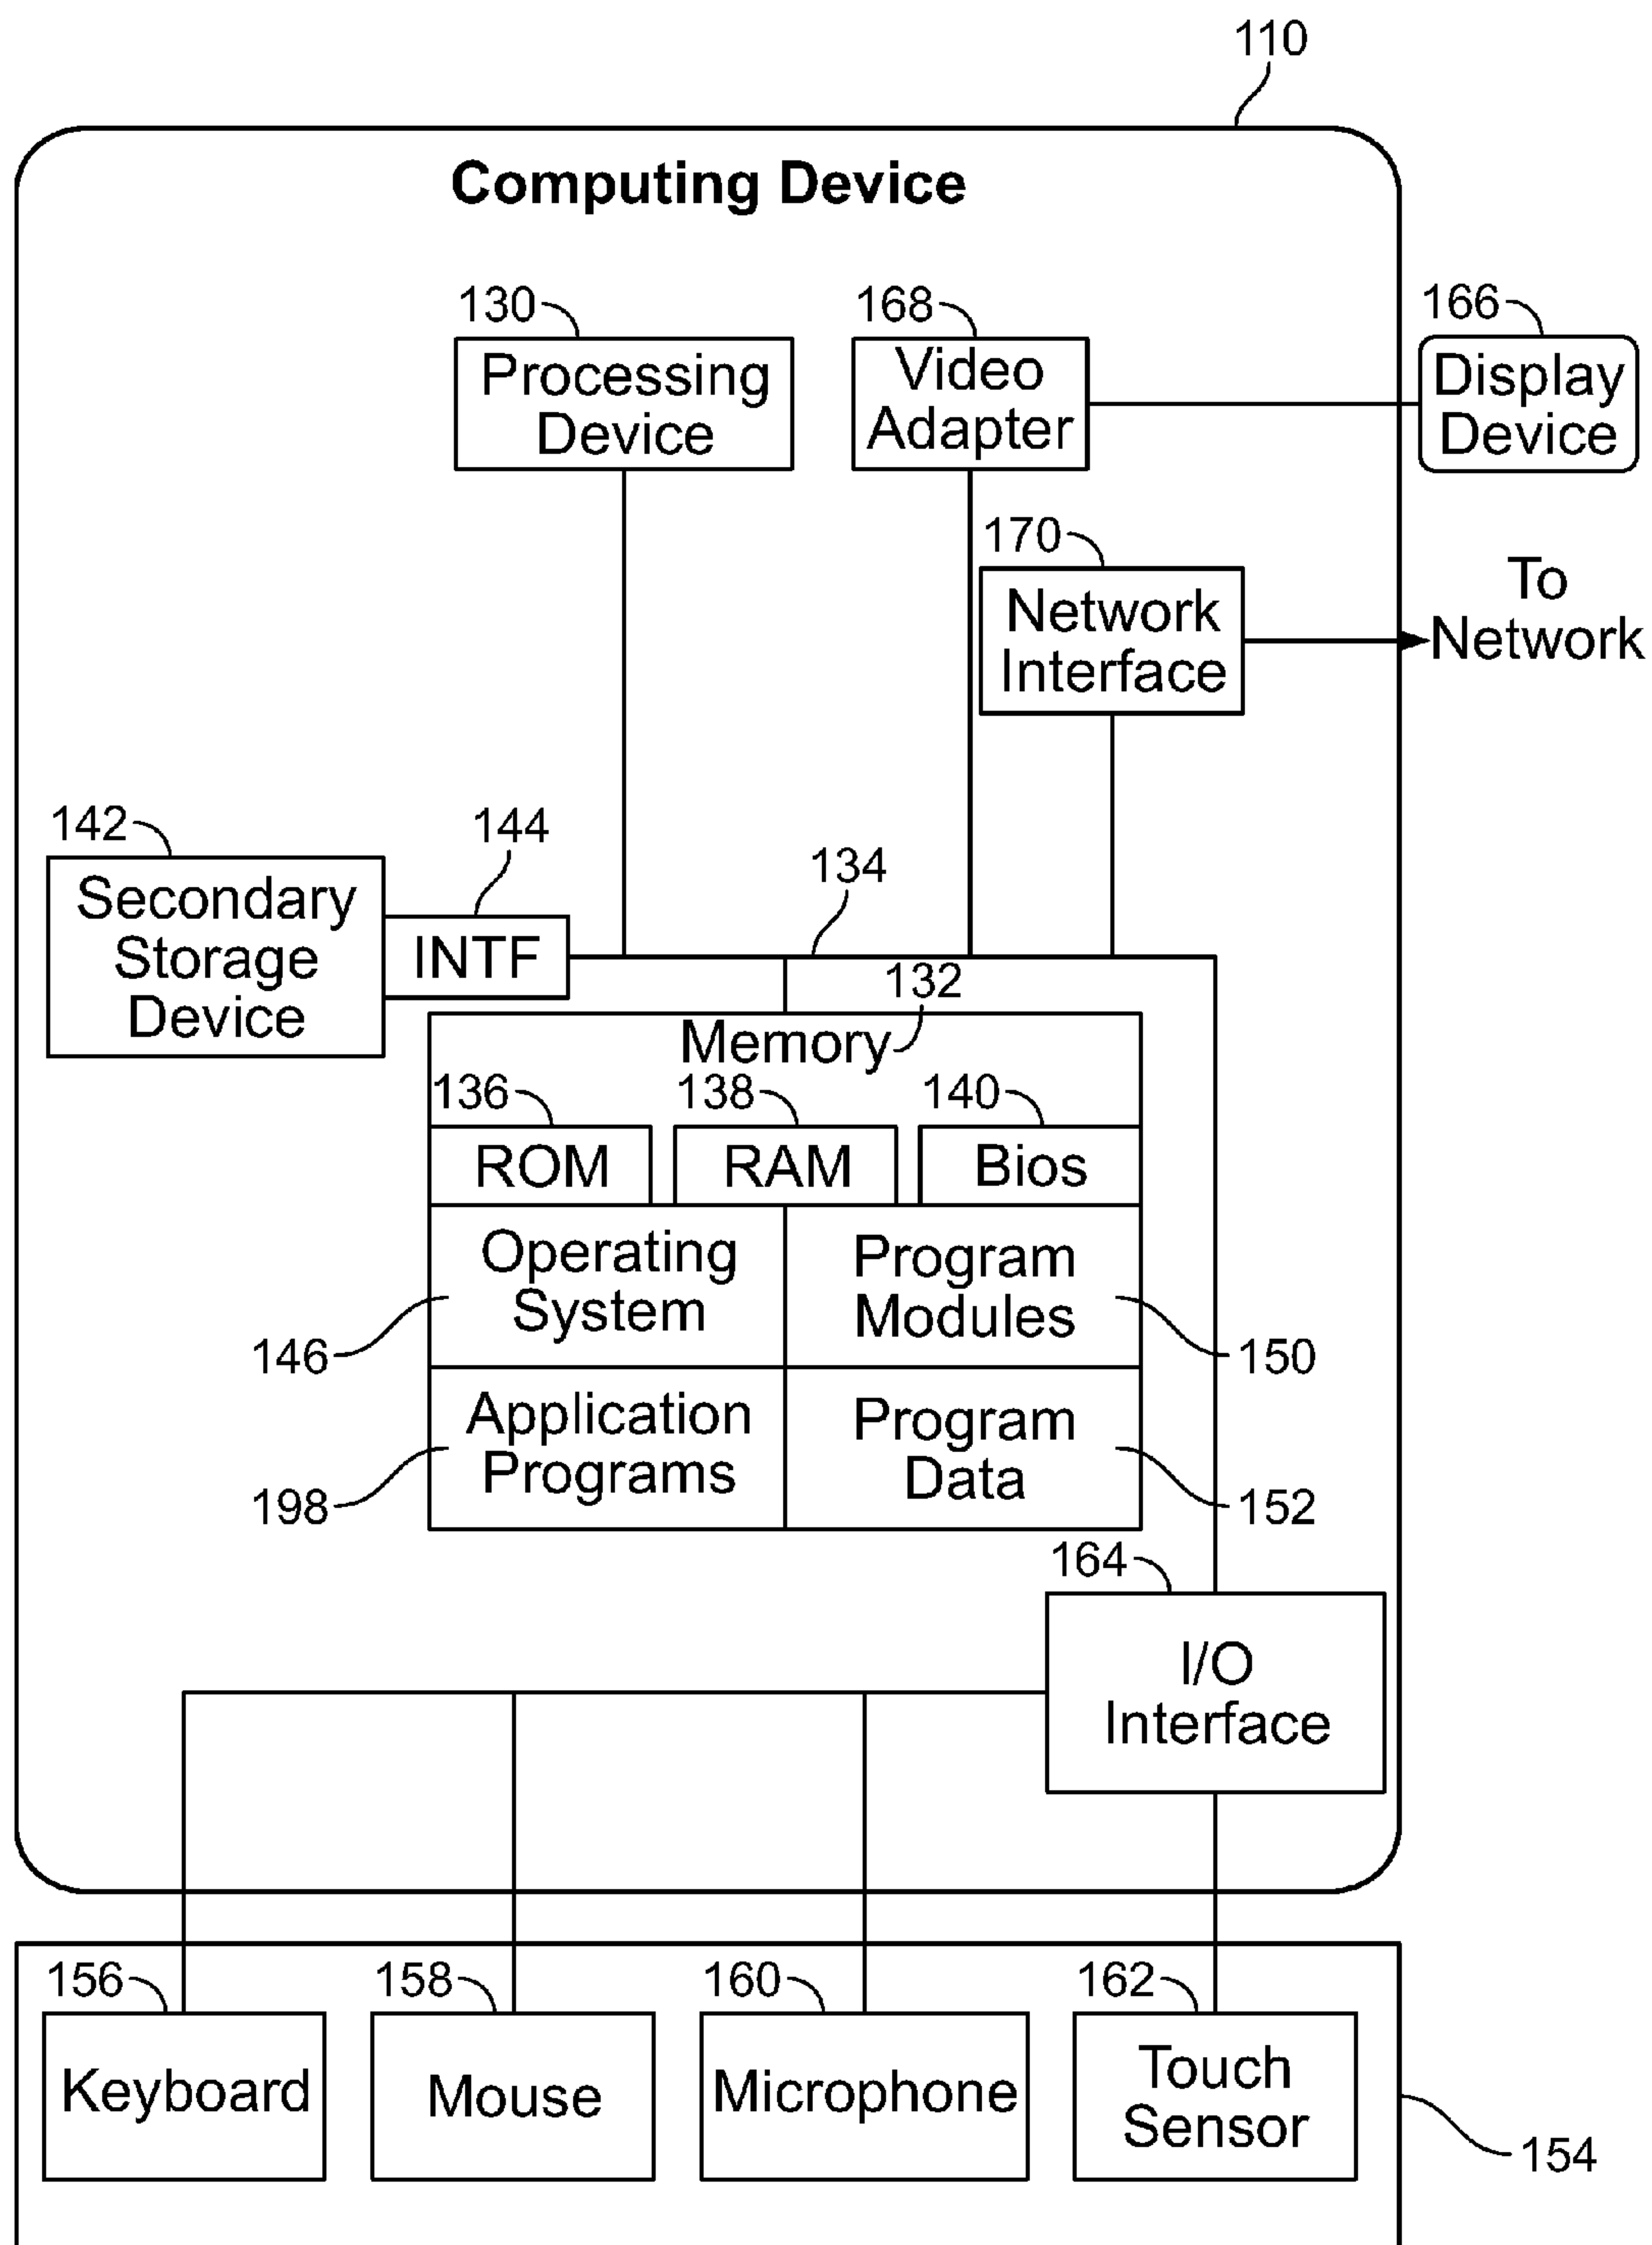 110
Computing Device
130
168
166
Processing
Device
Video
Adapter
Display
Device
170
Network
Interface
To
Network
142
144
134
Secondary
Storage
Device
INTF
132
Memory
136
138
140
ROM
RAM
Bios
Operating
System
Program
Modules
146
150
Application
Programs
Program
Data
198
152
164
I/O
Interface
156
158
160
162
Keyboard
Mouse
Microphone
Touch
Sensor
154